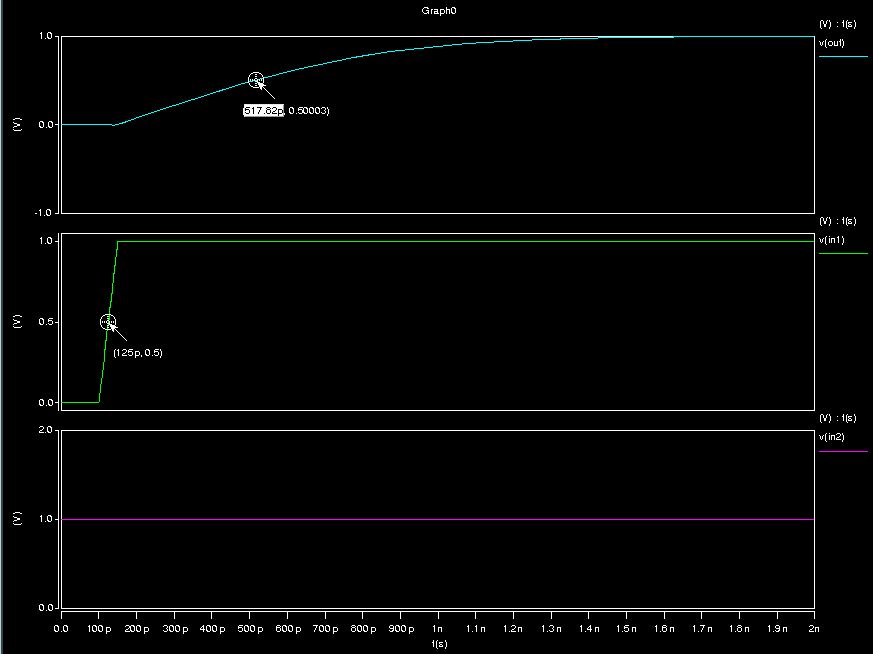 Graph0
(V) : t(s)
v(out)
1.0
(V)
0.0
-1.0
517.62p, 0.50003)
(V) : t(s)
v(in1)
1.0
(V)
0.5
0.0
(125p, 0.5)
(V) : t(s)
v(in2)
2.0
(V)
1.0
0.0
0.0 100p 200p 300p 400p 500p 600p 700p 800p 900p 1n 1.1n 1.2n 1.3n 1.4n 1.5n 1.6n 1.7n 1.8n 1.9n 2n
t(s)